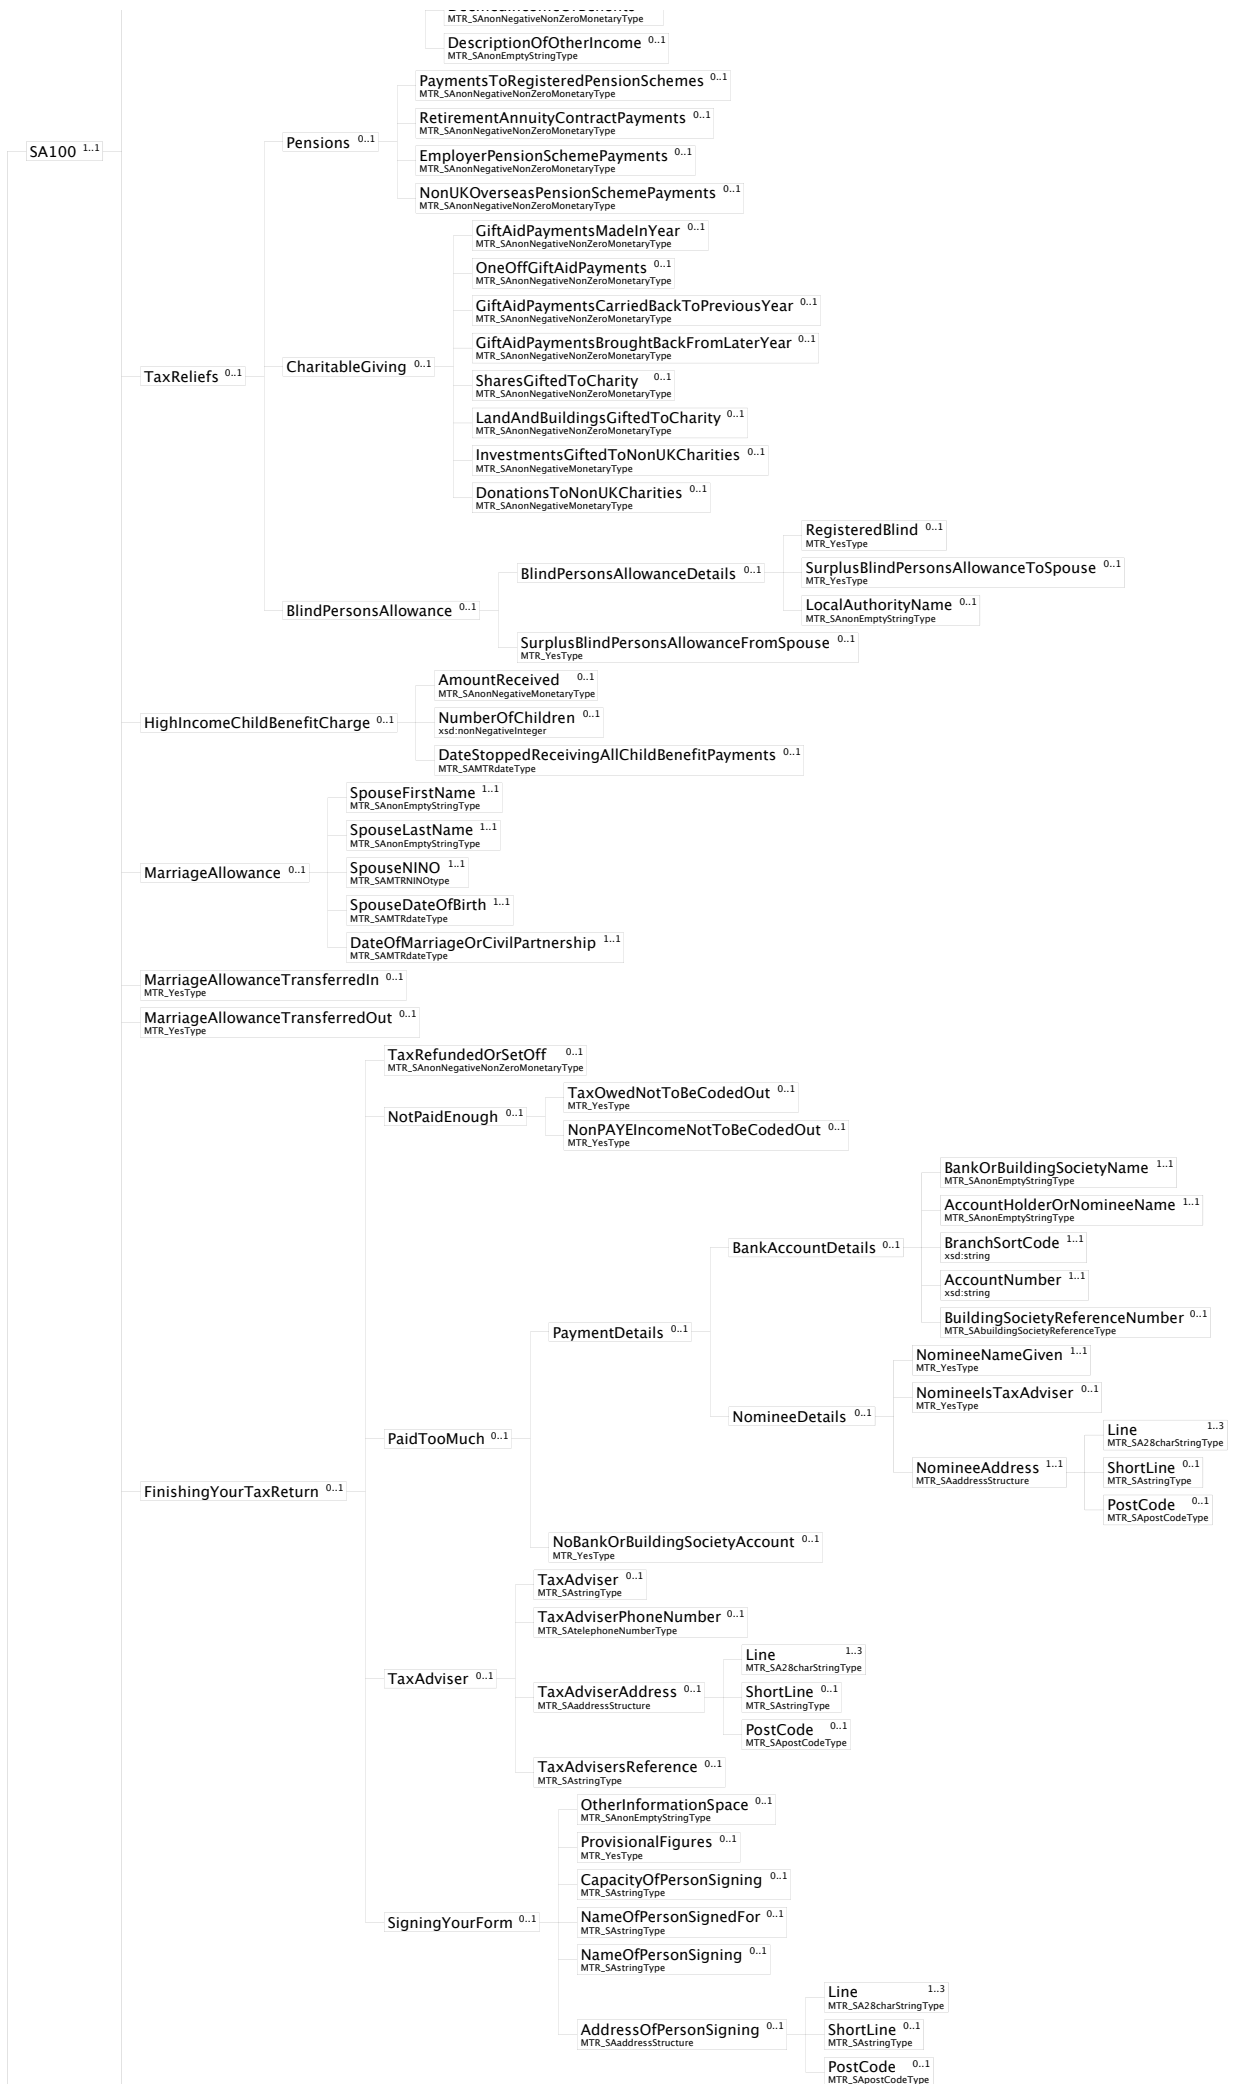 MTR_SAnonNegativeNonZeroMonetaryType
DescriptionOfOtherIncome 0..1
MTR_SAnonEmptyStringType
SA100 1..1
TaxReliefs 0..1
Pensions 0..1
PaymentsToRegisteredPensionSchemes 0..1
MTR_SAnonNegativeNonZeroMonetaryType
RetirementAnnuityContractPayments 0..1
MTR_SAnonNegativeNonZeroMonetaryType
EmployerPensionSchemePayments 0..1
MTR_SAnonNegativeNonZeroMonetaryType
NonUKOverseasPensionSchemePayments 0..1
MTR_SAnonNegativeNonZeroMonetaryType
CharitableGiving 0..1
GiftAidPaymentsMadeInYear 0..1
MTR_SAnonNegativeNonZeroMonetaryType
OneOffGiftAidPayments 0..1
MTR_SAnonNegativeNonZeroMonetaryType
GiftAidPaymentsCarriedBackToPreviousYear 0..1
MTR_SAnonNegativeNonZeroMonetaryType
GiftAidPaymentsBroughtBackFromLaterYear 0..1
MTR_SAnonNegativeNonZeroMonetaryType
SharesGiftedToCharity 0..1
MTR_SAnonNegativeNonZeroMonetaryType
LandAndBuildingsGiftedToCharity 0..1
MTR_SAnonNegativeNonZeroMonetaryType
InvestmentsGiftedToNonUKCharities 0..1
MTR_SAnonNegativeMonetaryType
DonationsToNonUKCharities 0..1
MTR_SAnonNegativeMonetaryType
BlindPersonsAllowance 0..1
BlindPersonsAllowanceDetails 0..1
RegisteredBlind 0..1
MTR_YesType
SurplusBlindPersonsAllowanceToSpouse 0..1
MTR_YesType
LocalAuthorityName 0..1
MTR_SAnonEmptyStringType
SurplusBlindPersonsAllowanceFromSpouse 0..1
MTR_YesType
HighIncomeChildBenefitCharge 0..1
AmountReceived 0..1
MTR_SAnonNegativeMonetaryType
NumberOfChildren 0..1
xsd:nonNegativeInteger
DateStoppedReceivingAllChildBenefitPayments 0..1
MTR_SAMTRdateType
MarriageAllowance 0..1
SpouseFirstName 1..1
MTR_SAnonEmptyStringType
SpouseLastName 1..1
MTR_SAnonEmptyStringType
SpouseNINO 1..1
MTR_SAMTRNINOtype
SpouseDateOfBirth 1..1
MTR_SAMTRdateType
DateOfMarriageOrCivilPartnership 1..1
MTR_SAMTRdateType
MarriageAllowanceTransferredIn 0..1
MTR_YesType
MarriageAllowanceTransferredOut 0..1
MTR_YesType
FinishingYourTaxReturn 0..1
TaxRefundedOrSetOff 0..1
MTR_SAnonNegativeNonZeroMonetaryType
NotPaidEnough 0..1
TaxOwedNotToBeCodedOut 0..1
MTR_YesType
NonPAYEIncomeNotToBeCodedOut 0..1
MTR_YesType
PaidTooMuch 0..1
PaymentDetails 0..1
BankAccountDetails 0..1
BankOrBuildingSocietyName 1..1
MTR_SAnonEmptyStringType
AccountHolderOrNomineeName 1..1
MTR_SAnonEmptyStringType
BranchSortCode 1..1
xsd:string
AccountNumber 1..1
xsd:string
BuildingSocietyReferenceNumber 0..1
MTR_SAbuildingSocietyReferenceType
NomineeDetails 0..1
NomineeNameGiven 1..1
MTR_YesType
NomineeIsTaxAdviser 0..1
MTR_YesType
NomineeAddress 1..1
MTR_SAaddressStructure
Line 1..3
MTR_SA28charStringType
ShortLine 0..1
MTR_SAstringType
PostCode 0..1
MTR_SApostCodeType
NoBankOrBuildingSocietyAccount 0..1
MTR_YesType
TaxAdviser 0..1
TaxAdviser 0..1
MTR_SAstringType
TaxAdviserPhoneNumber 0..1
MTR_SAtelephoneNumberType
TaxAdviserAddress 0..1
MTR_SAaddressStructure
Line 1..3
MTR_SA28charStringType
ShortLine 0..1
MTR_SAstringType
PostCode 0..1
MTR_SApostCodeType
TaxAdvisersReference 0..1
MTR_SAstringType
SigningYourForm 0..1
OtherInformationSpace 0..1
MTR_SAnonEmptyStringType
ProvisionalFigures 0..1
MTR_YesType
CapacityOfPersonSigning 0..1
MTR_SAstringType
NameOfPersonSignedFor 0..1
MTR_SAstringType
NameOfPersonSigning 0..1
MTR_SAstringType
AddressOfPersonSigning 0..1
MTR_SAaddressStructure
Line 1..3
MTR_SA28charStringType
ShortLine 0..1
MTR_SAstringType
PostCode 0..1
MTR_SApostCodeType